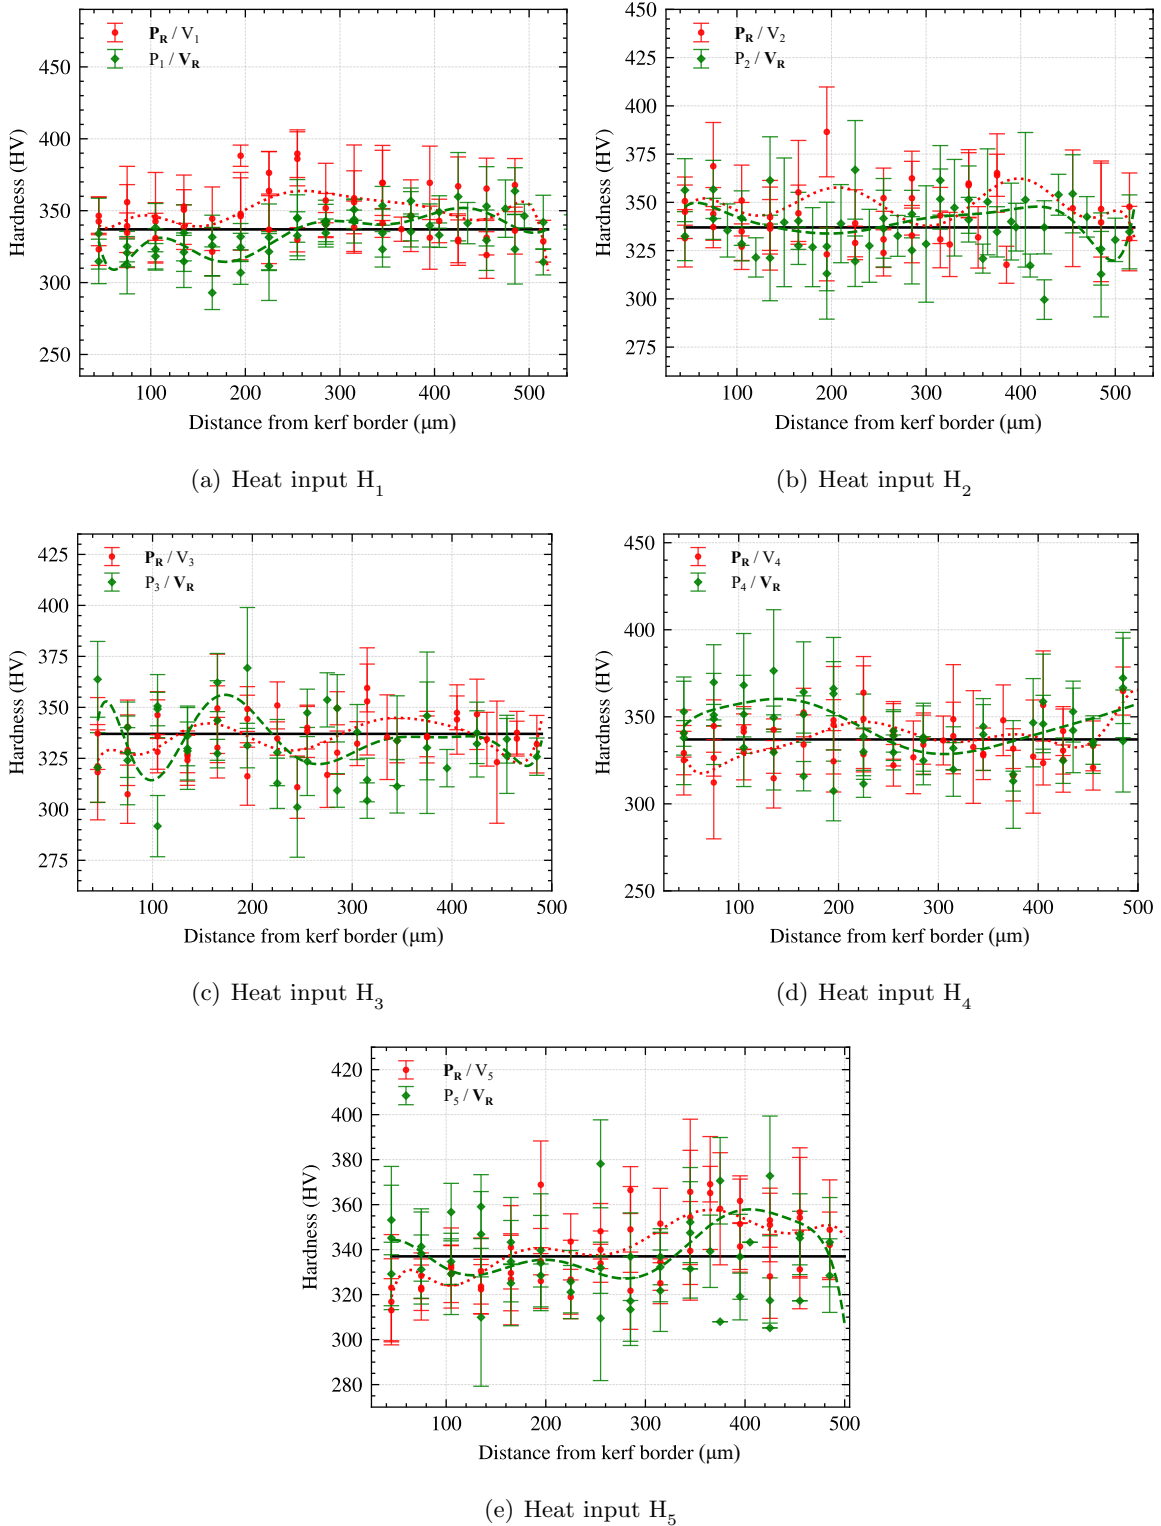 P_R / V_1
P_1 / V_R
450
400
350
300
250
Hardness (HV)
100 200 300 400 500
Distance from kerf border (μm)
(a) Heat input H_1
P_R / V_2
P_2 / V_R
450
425
400
375
350
325
300
275
Hardness (HV)
100 200 300 400 500
Distance from kerf border (μm)
(b) Heat input H_2
P_R / V_3
P_3 / V_R
425
400
375
350
325
300
275
Hardness (HV)
100 200 300 400 500
Distance from kerf border (μm)
(c) Heat input H_3
P_R / V_4
P_4 / V_R
450
400
350
300
250
Hardness (HV)
100 200 300 400 500
Distance from kerf border (μm)
(d) Heat input H_4
P_R / V_5
P_5 / V_R
420
400
380
360
340
320
300
280
Hardness (HV)
100 200 300 400 500
Distance from kerf border (μm)
(e) Heat input H_5